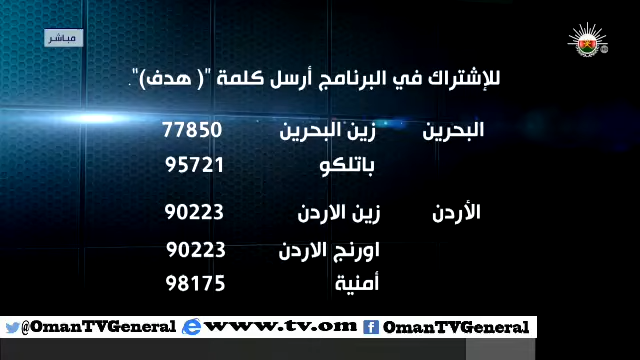 مباشر
للإشتراك في البرنامج أرسل كلمة "( هدف)".
البحرين زين البحرين 77850
باتلكو 95721
الأردن زين الاردن 90223
اورنج الاردن 90223
أمنية 98175
@OmanTVGeneral www.tv.om OmanTVGeneral